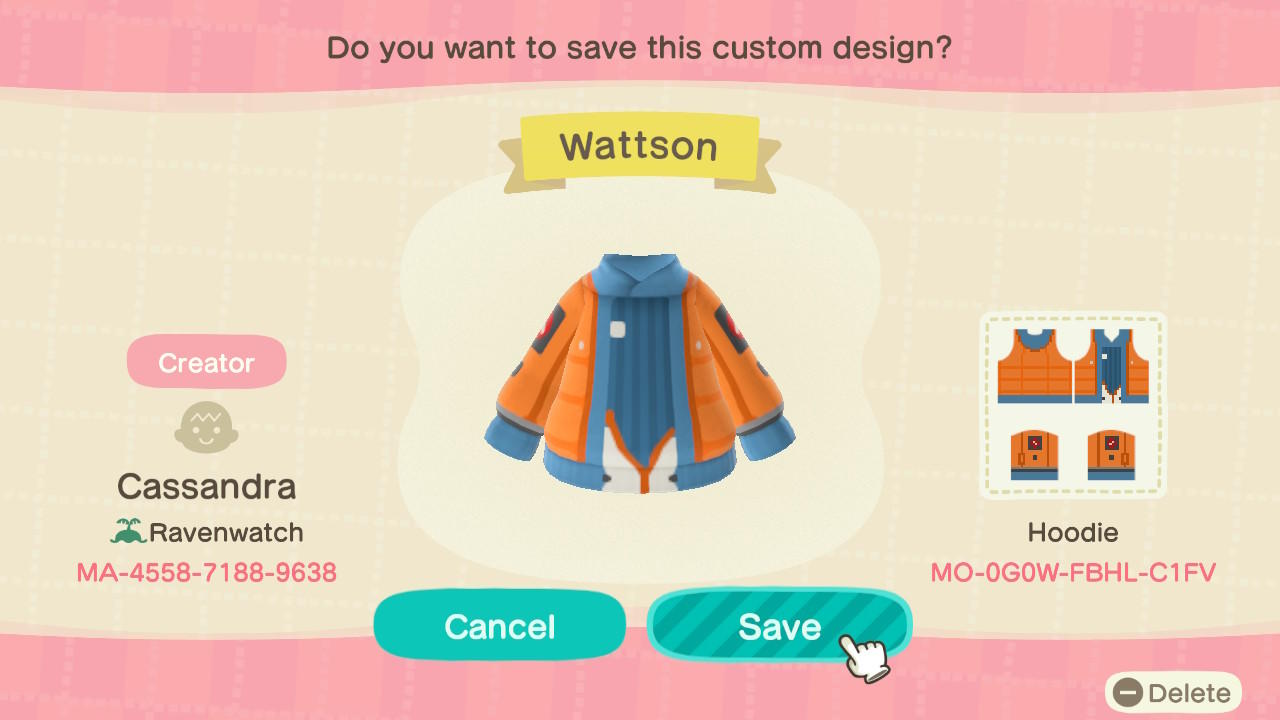 Do you want to save this custom design?
Wattson
Creator
Cassandra
Ravenwatch
MA-4558-7188-9638
Hoodie
MO-0G0W-FBHL-C1FV
Cancel
Save
Delete